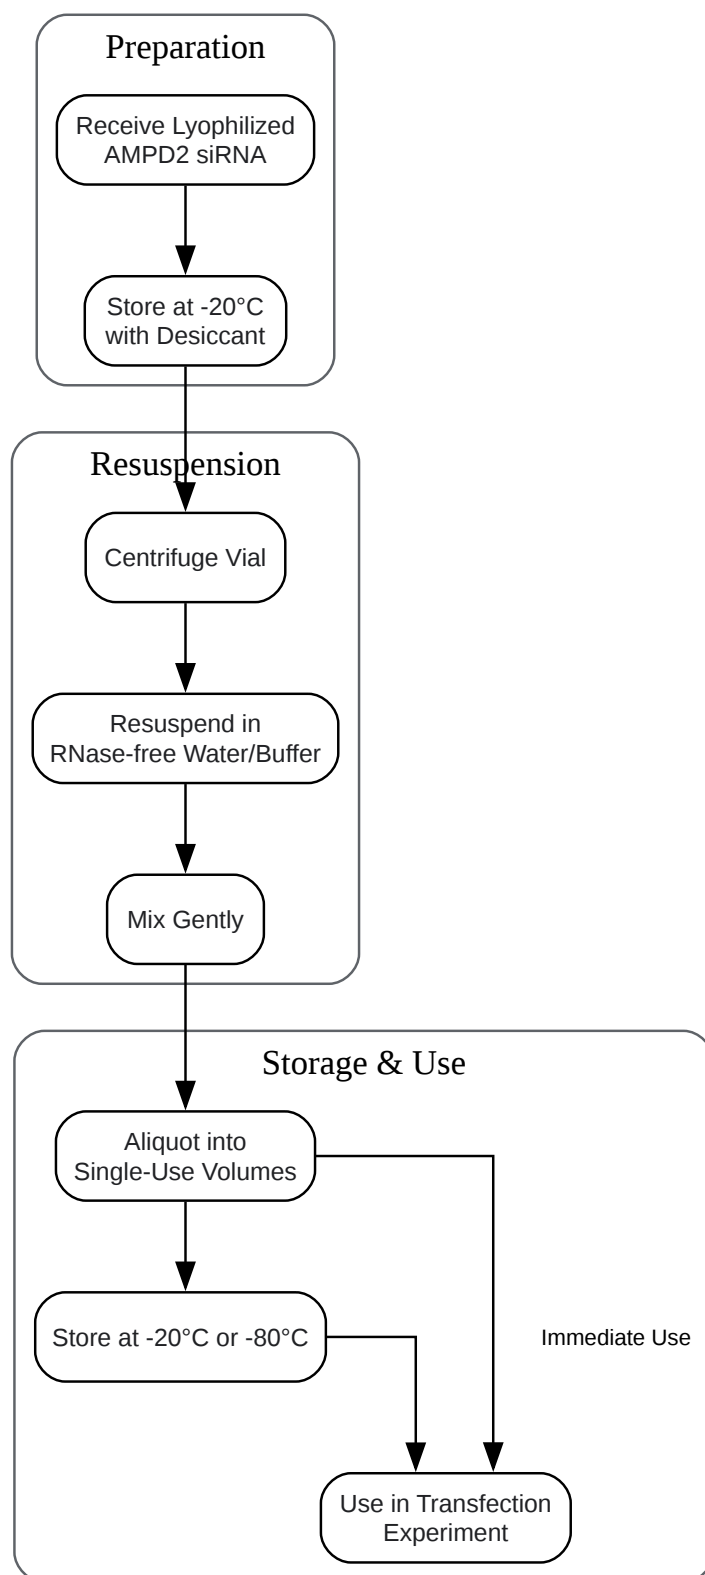 Preparation
Receive Lyophilized
AMPD2 siRNA
Store at -20°C
with Desiccant
Resuspension
Centrifuge Vial
Resuspend in
RNase-free Water/Buffer
Mix Gently
Storage & Use
Aliquot into
Single-Use Volumes
Store at -20°C or -80°C
Immediate Use
Use in Transfection
Experiment